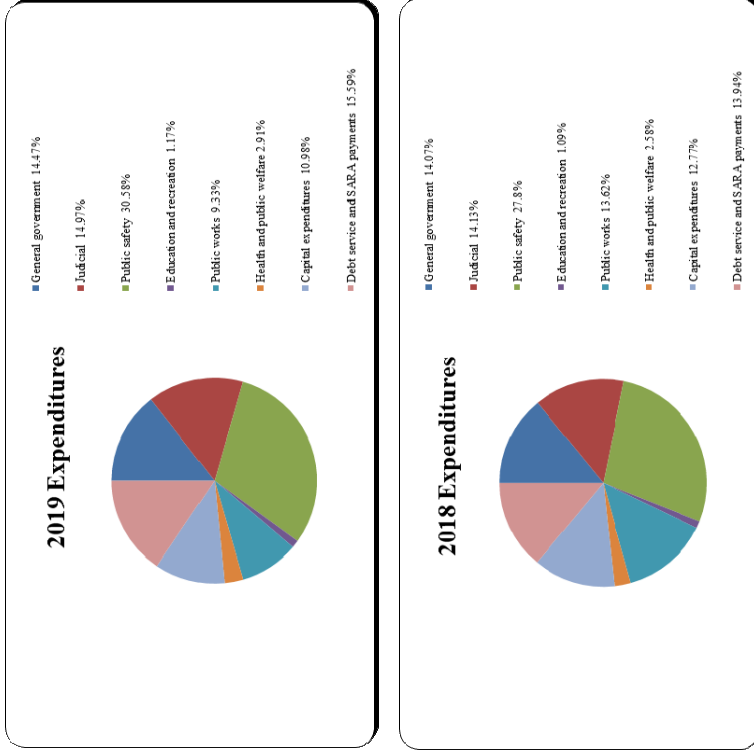 2019 Expenditures
General government 14.47%
Judicial 14.97%
Public safety 30.58%
Education and recreation 1.17%
Public works 9.33%
Health and public welfare 2.91%
Capital expenditures 10.98%
Debt service and SARA payments 15.59%
2018 Expenditures
General government 14.07%
Judicial 14.13%
Public safety 27.8%
Education and recreation 1.09%
Public works 13.62%
Health and public welfare 2.58%
Capital expenditures 12.77%
Debt service and SARA payments 13.94%